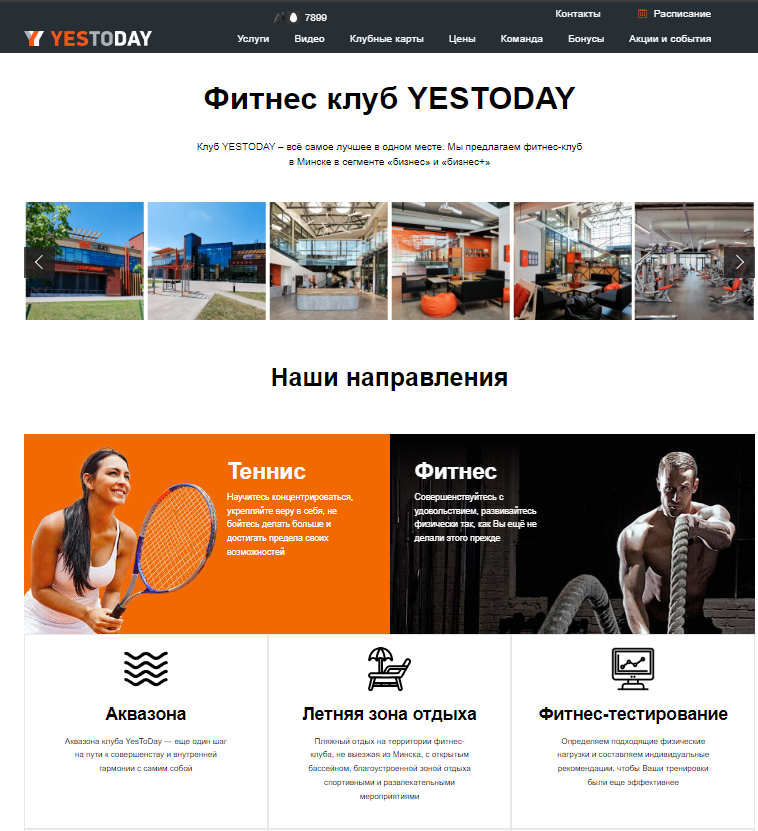 7899
Контакты
Расписание
YESTODAY
Услуги
Видео
Клубные карты
Цены
Команда
Бонусы
Акции и события
Фитнес клуб YESTODAY
Клуб YESTODAY – всё самое лучшее в одном месте. Мы предлагаем фитнес-клуб
в Минске в сегменте «бизнес» и «бизнес+»
Наши направления
Теннис
Научитесь концентрироваться,
укрепляйте веру в себя, не
бойтесь делать больше и
достигать предела своих
возможностей
Фитнес
Совершенствуйтесь с
удовольствием, развивайтесь
физически так, как Вы ещё не
делали этого прежде
Аквазона
Аквазона клуба YesToDay — еще один шаг
на пути к совершенству и внутренней
гармонии с самим собой
Летняя зона отдыха
Пляжный отдых на территории фитнес-
клуба, не выезжая из Минска, с открытым
бассейном, благоустроенной зоной отдыха
спортивными и развлекательными
мероприятиями
Фитнес-тестирование
Определяем подходящие физические
нагрузки и составляем индивидуальные
рекомендации, чтобы Ваши тренировки
были еще эффективнее